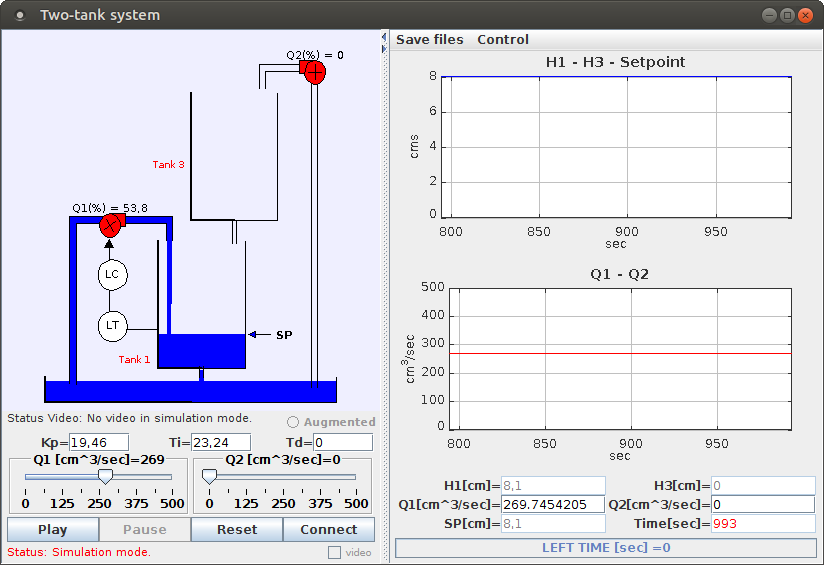 Two-tank system
Q2(%) = 0
Tank 3
Q1(%) = 53,8
LC
LT
SP
Tank 1
Status Video: No video in simulation mode.
Augmented
Kp=19,46 Ti=23,24 Td=0
Q1 [cm^3/sec]=269 Q2 [cm^3/sec]=0
0 125 250 375 500 0 125 250 375 500
Play Pause Reset Connect
Status: Simulation mode. video
Save files Control
H1 - H3 - Setpoint
8
6
4
2
0
cms
800 850 900 950
sec
Q1 - Q2
500
400
300
200
100
0
cm³/sec
800 850 900 950
sec
H1[cm]=8,1 H3[cm]=0
Q1[cm^3/sec]=269.7454205 Q2[cm^3/sec]=0
SP[cm]=8,1 Time[sec]=993
LEFT TIME [sec] =0